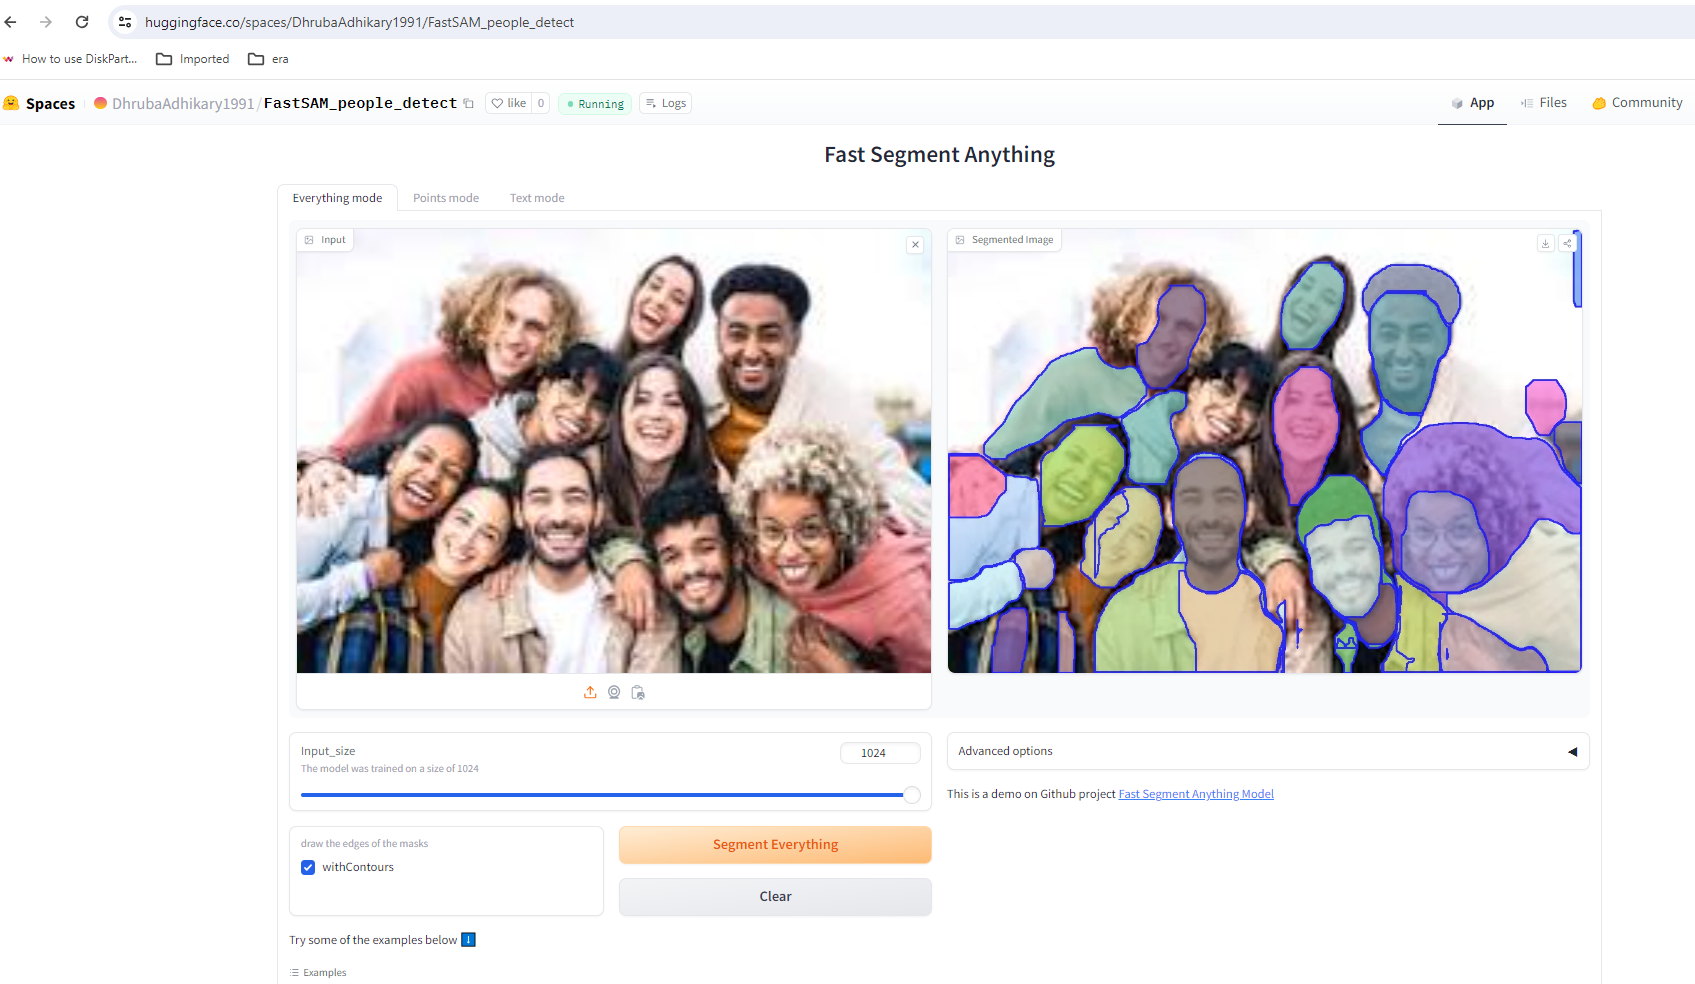 huggingface.co/spaces/DhrubaAdhikary1991/FastSAM_people_detect
How to use DiskPart... Imported era
Spaces DhrubaAdhikary1991/FastSAM_people_detect like 0 Running Logs App Files Community
Fast Segment Anything
Everything mode Points mode Text mode
Input Segmented Image
Input_size 1024
The model was trained on a size of 1024
Advanced options
This is a demo on Github project Fast Segment Anything Model
draw the edges of the masks
withContours
Segment Everything
Clear
Try some of the examples below
Examples